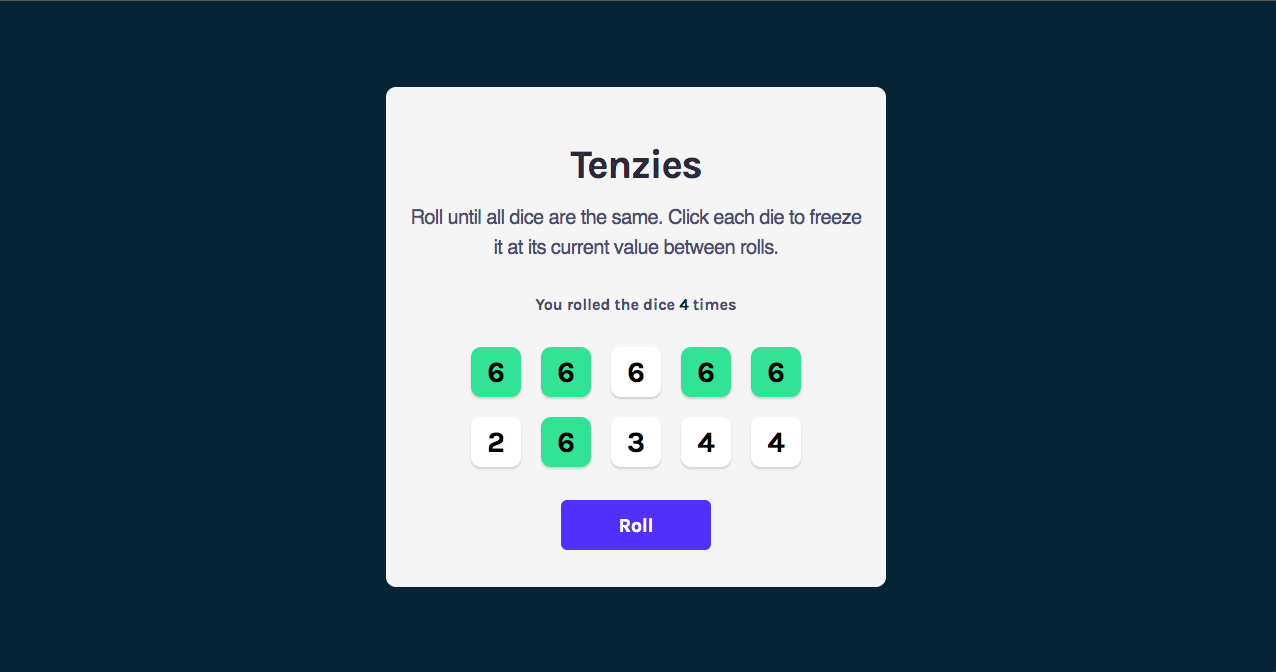 Tenzies
Roll until all dice are the same. Click each die to freeze
it at its current value between rolls.
You rolled the dice 4 times
6 6 6 6 6
2 6 3 4 4
Roll